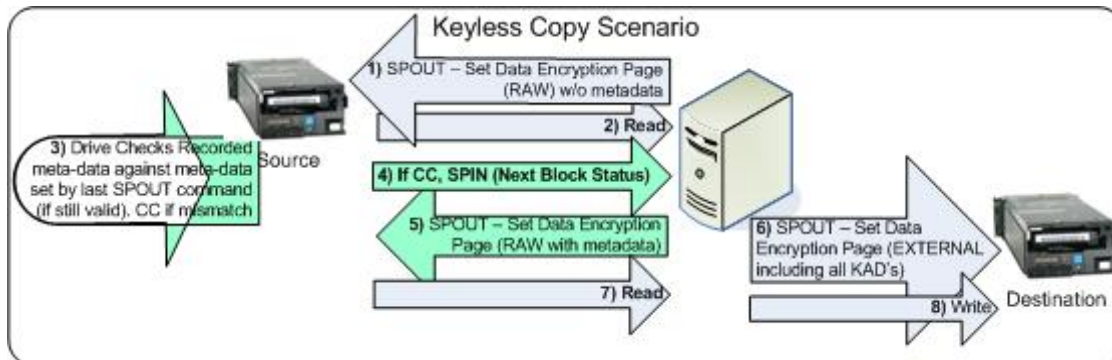 Keyless Copy Scenario
1) SPOUT – Set Data Encryption Page
(RAW) w/o metadata
2) Read
Source
3) Drive Checks Recorded
meta-data against meta-data
set by last SPOUT command
(if still valid), CC if mismatch
4) If CC, SPIN (Next Block Status)
5) SPOUT – Set Data Encryption
Page (RAW with metadata)
6) SPOUT – Set Data
Encryption Page (EXTERNAL
including all KAD's)
7) Read
8) Write
Destination